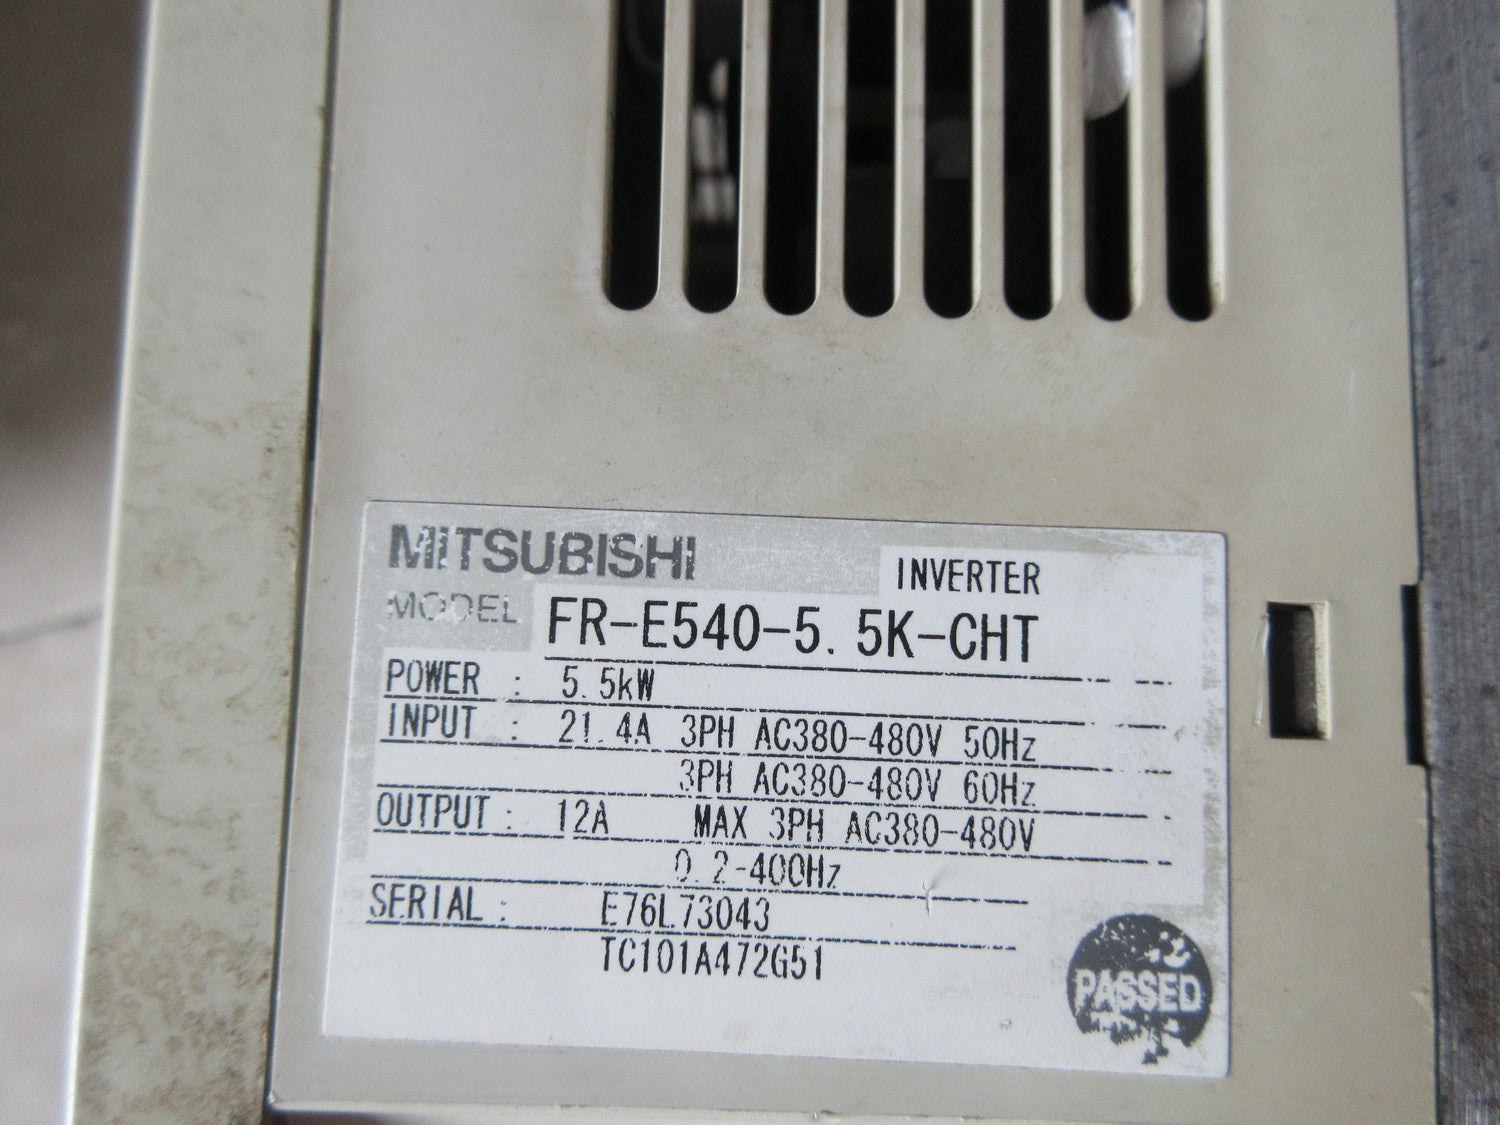 MITSUBISHI
INVERTER
MODEL FR-E540-5.5K-CHT
POWER : 5.5kW
INPUT : 21.4A 3PH AC380-480V 50Hz
3PH AC380-480V 60Hz
OUTPUT : 12A MAX 3PH AC380-480V
0.2-400Hz
SERIAL : E76L73043
TC101A472G51
PASSED